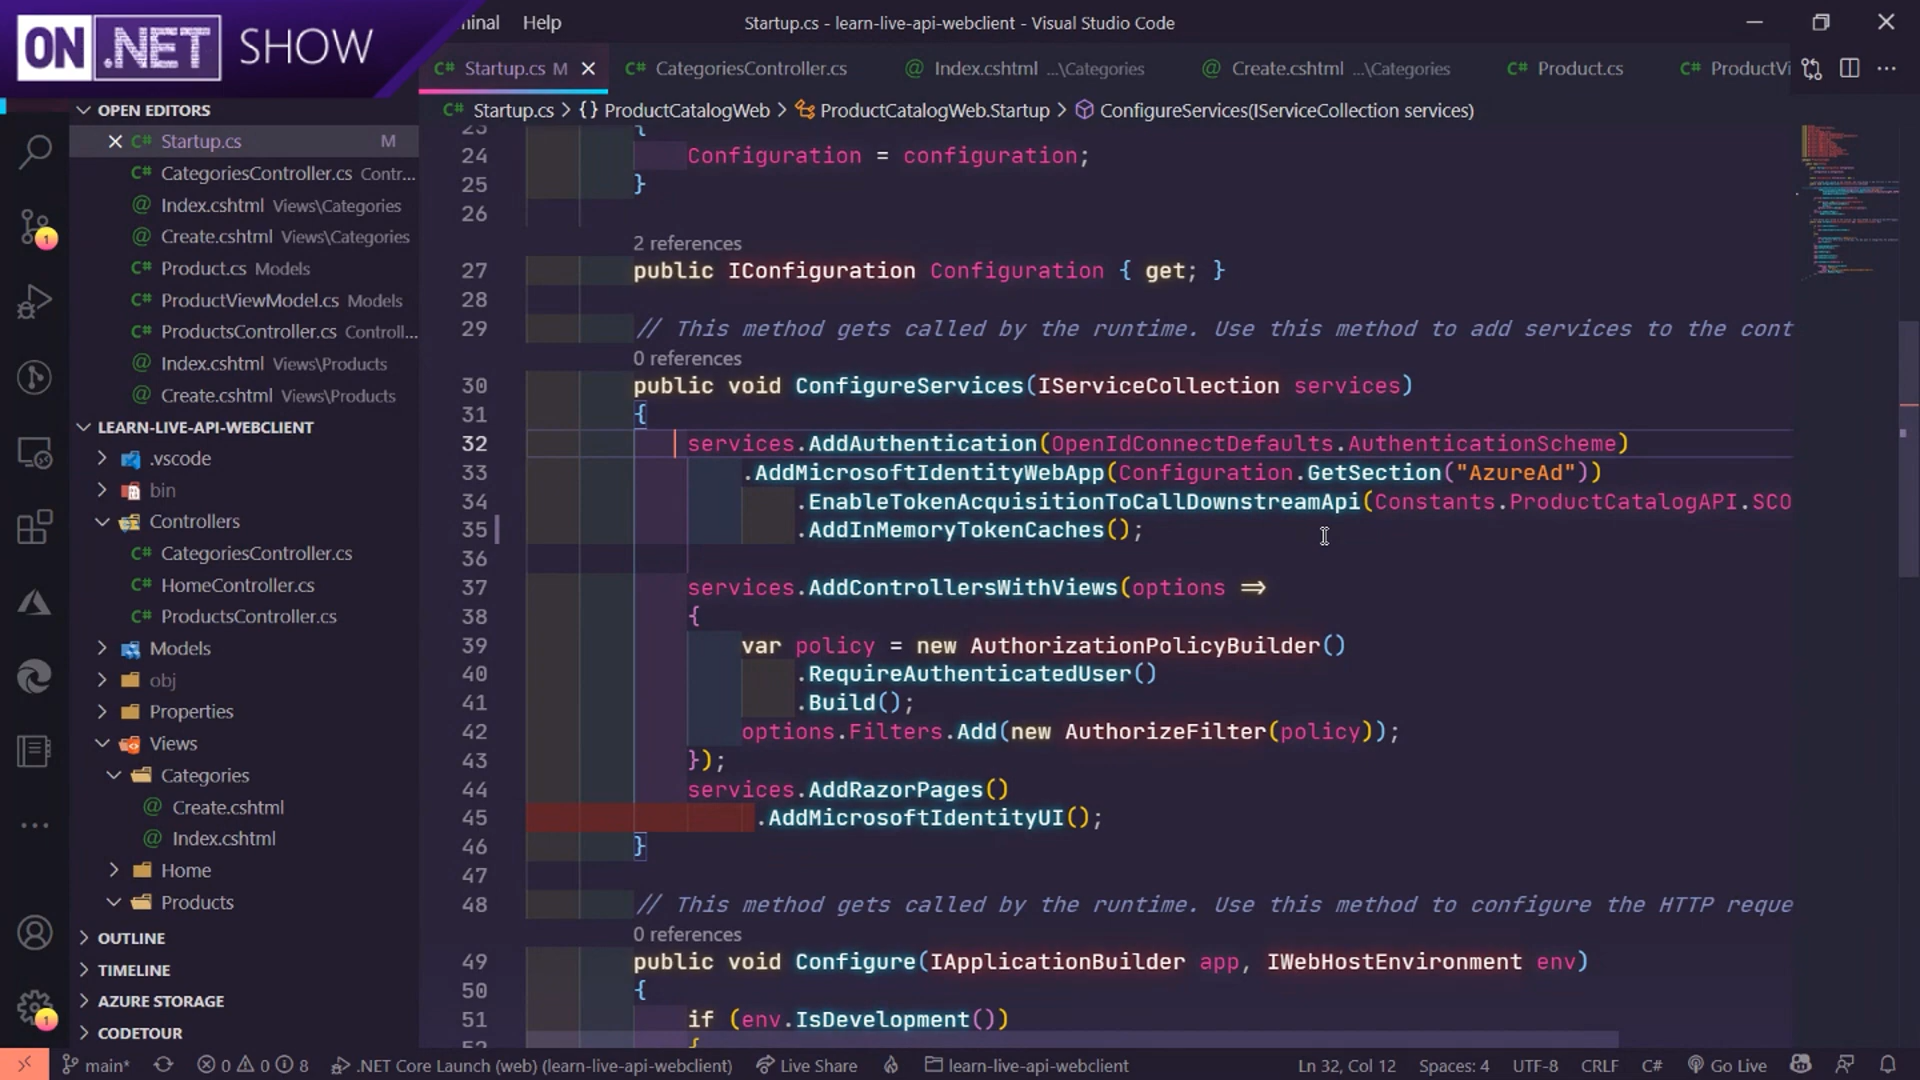 ON .NET SHOW
minal Help
Startup.cs - learn-live-api-webclient - Visual Studio Code
C# Startup.cs M
C# CategoriesController.cs
@ Index.cshtml ...\Categories
@ Create.cshtml ...\Categories
C# Product.cs
C# ProductVi
C# Startup.cs > {} ProductCatalogWeb > ProductCatalogWeb.Startup > ConfigureServices(IServiceCollection services)
OPEN EDITORS
C# Startup.cs M
C# CategoriesController.cs Contr...
@ Index.cshtml Views\Categories
@ Create.cshtml Views\Categories
C# Product.cs Models
C# ProductViewModel.cs Models
C# ProductsController.cs Controll...
@ Index.cshtml Views\Products
@ Create.cshtml Views\Products
LEARN-LIVE-API-WEBCLIENT
.vscode
bin
Controllers
C# CategoriesController.cs
C# HomeController.cs
C# ProductsController.cs
Models
obj
Properties
Views
Categories
@ Create.cshtml
@ Index.cshtml
Home
Products
OUTLINE
TIMELINE
AZURE STORAGE
CODETOUR
1
1
23 {
24 Configuration = configuration;
25 }
26
2 references
27 public IConfiguration Configuration { get; }
28
29 // This method gets called by the runtime. Use this method to add services to the cont
0 references
30 public void ConfigureServices(IServiceCollection services)
31 {
32 services.AddAuthentication(OpenIdConnectDefaults.AuthenticationScheme)
33 .AddMicrosoftIdentityWebApp(Configuration.GetSection("AzureAd"))
34 .EnableTokenAcquisitionToCallDownstreamApi(Constants.ProductCatalogAPI.SCO
35 .AddInMemoryTokenCaches();
36
37 services.AddControllersWithViews(options =>
38 {
39 var policy = new AuthorizationPolicyBuilder()
40 .RequireAuthenticatedUser()
41 .Build();
42 options.Filters.Add(new AuthorizeFilter(policy));
43 });
44 services.AddRazorPages()
45 .AddMicrosoftIdentityUI();
46 }
47
48 // This method gets called by the runtime. Use this method to configure the HTTP reque
0 references
49 public void Configure(IApplicationBuilder app, IWebHostEnvironment env)
50 {
51 if (env.IsDevelopment())
52 {
main* 0 0 8 .NET Core Launch (web) (learn-live-api-webclient) Live Share learn-live-api-webclient Ln 32, Col 12 Spaces: 4 UTF-8 CRLF C# Go Live